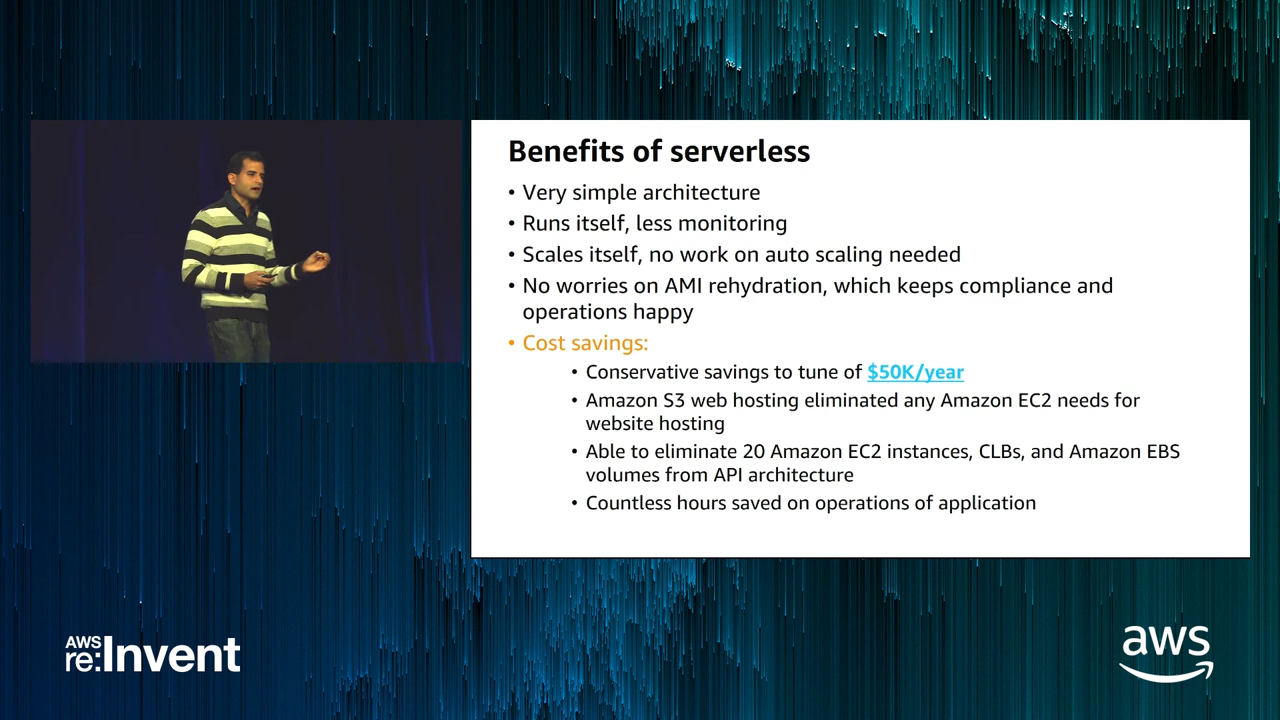 Benefits of serverless
• Very simple architecture
• Runs itself, less monitoring
• Scales itself, no work on auto scaling needed
• No worries on AMI rehydration, which keeps compliance and
operations happy
• Cost savings:
• Conservative savings to tune of $50K/year
• Amazon S3 web hosting eliminated any Amazon EC2 needs for
website hosting
• Able to eliminate 20 Amazon EC2 instances, CLBs, and Amazon EBS
volumes from API architecture
• Countless hours saved on operations of application
AWS
re:Invent
aws